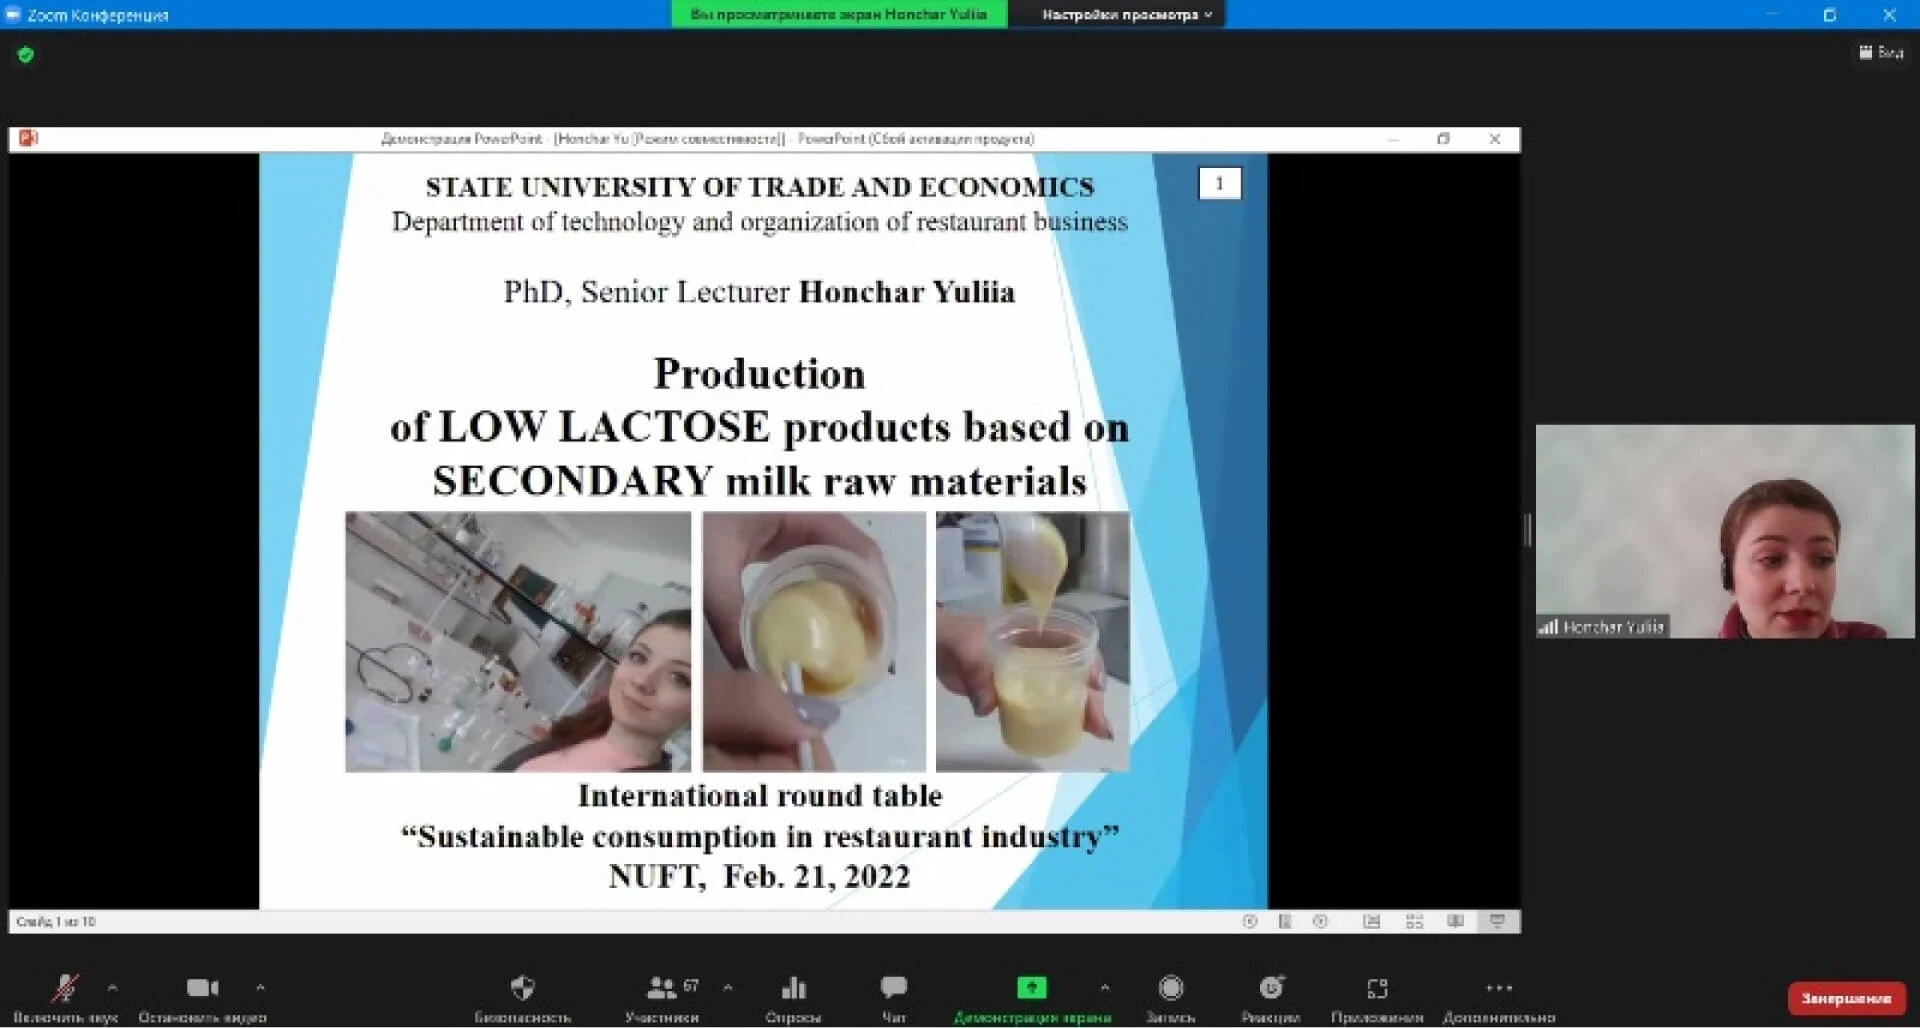 Zoom Конференция
Вы просматриваете экран Honchar Yuliia
Настройки просмотра
Вид
Демонстрация PowerPoint - [Honchar Yu [Режим совместимости]] - PowerPoint (Сбой активации продукта)
STATE UNIVERSITY OF TRADE AND ECONOMICS
1
Department of technology and organization of restaurant business
PhD, Senior Lecturer Honchar Yuliia
Production
of LOW LACTOSE products based on
SECONDARY milk raw materials
International round table
“Sustainable consumption in restaurant industry”
NUFT, Feb. 21, 2022
Honchar Yuliia
Слайд 1 из 10
67
Включить звук
Остановить видео
Безопасность
Участники
Опросы
Чат
Демонстрация экрана
Запись
Реакции
Приложения
Дополнительно
Завершение